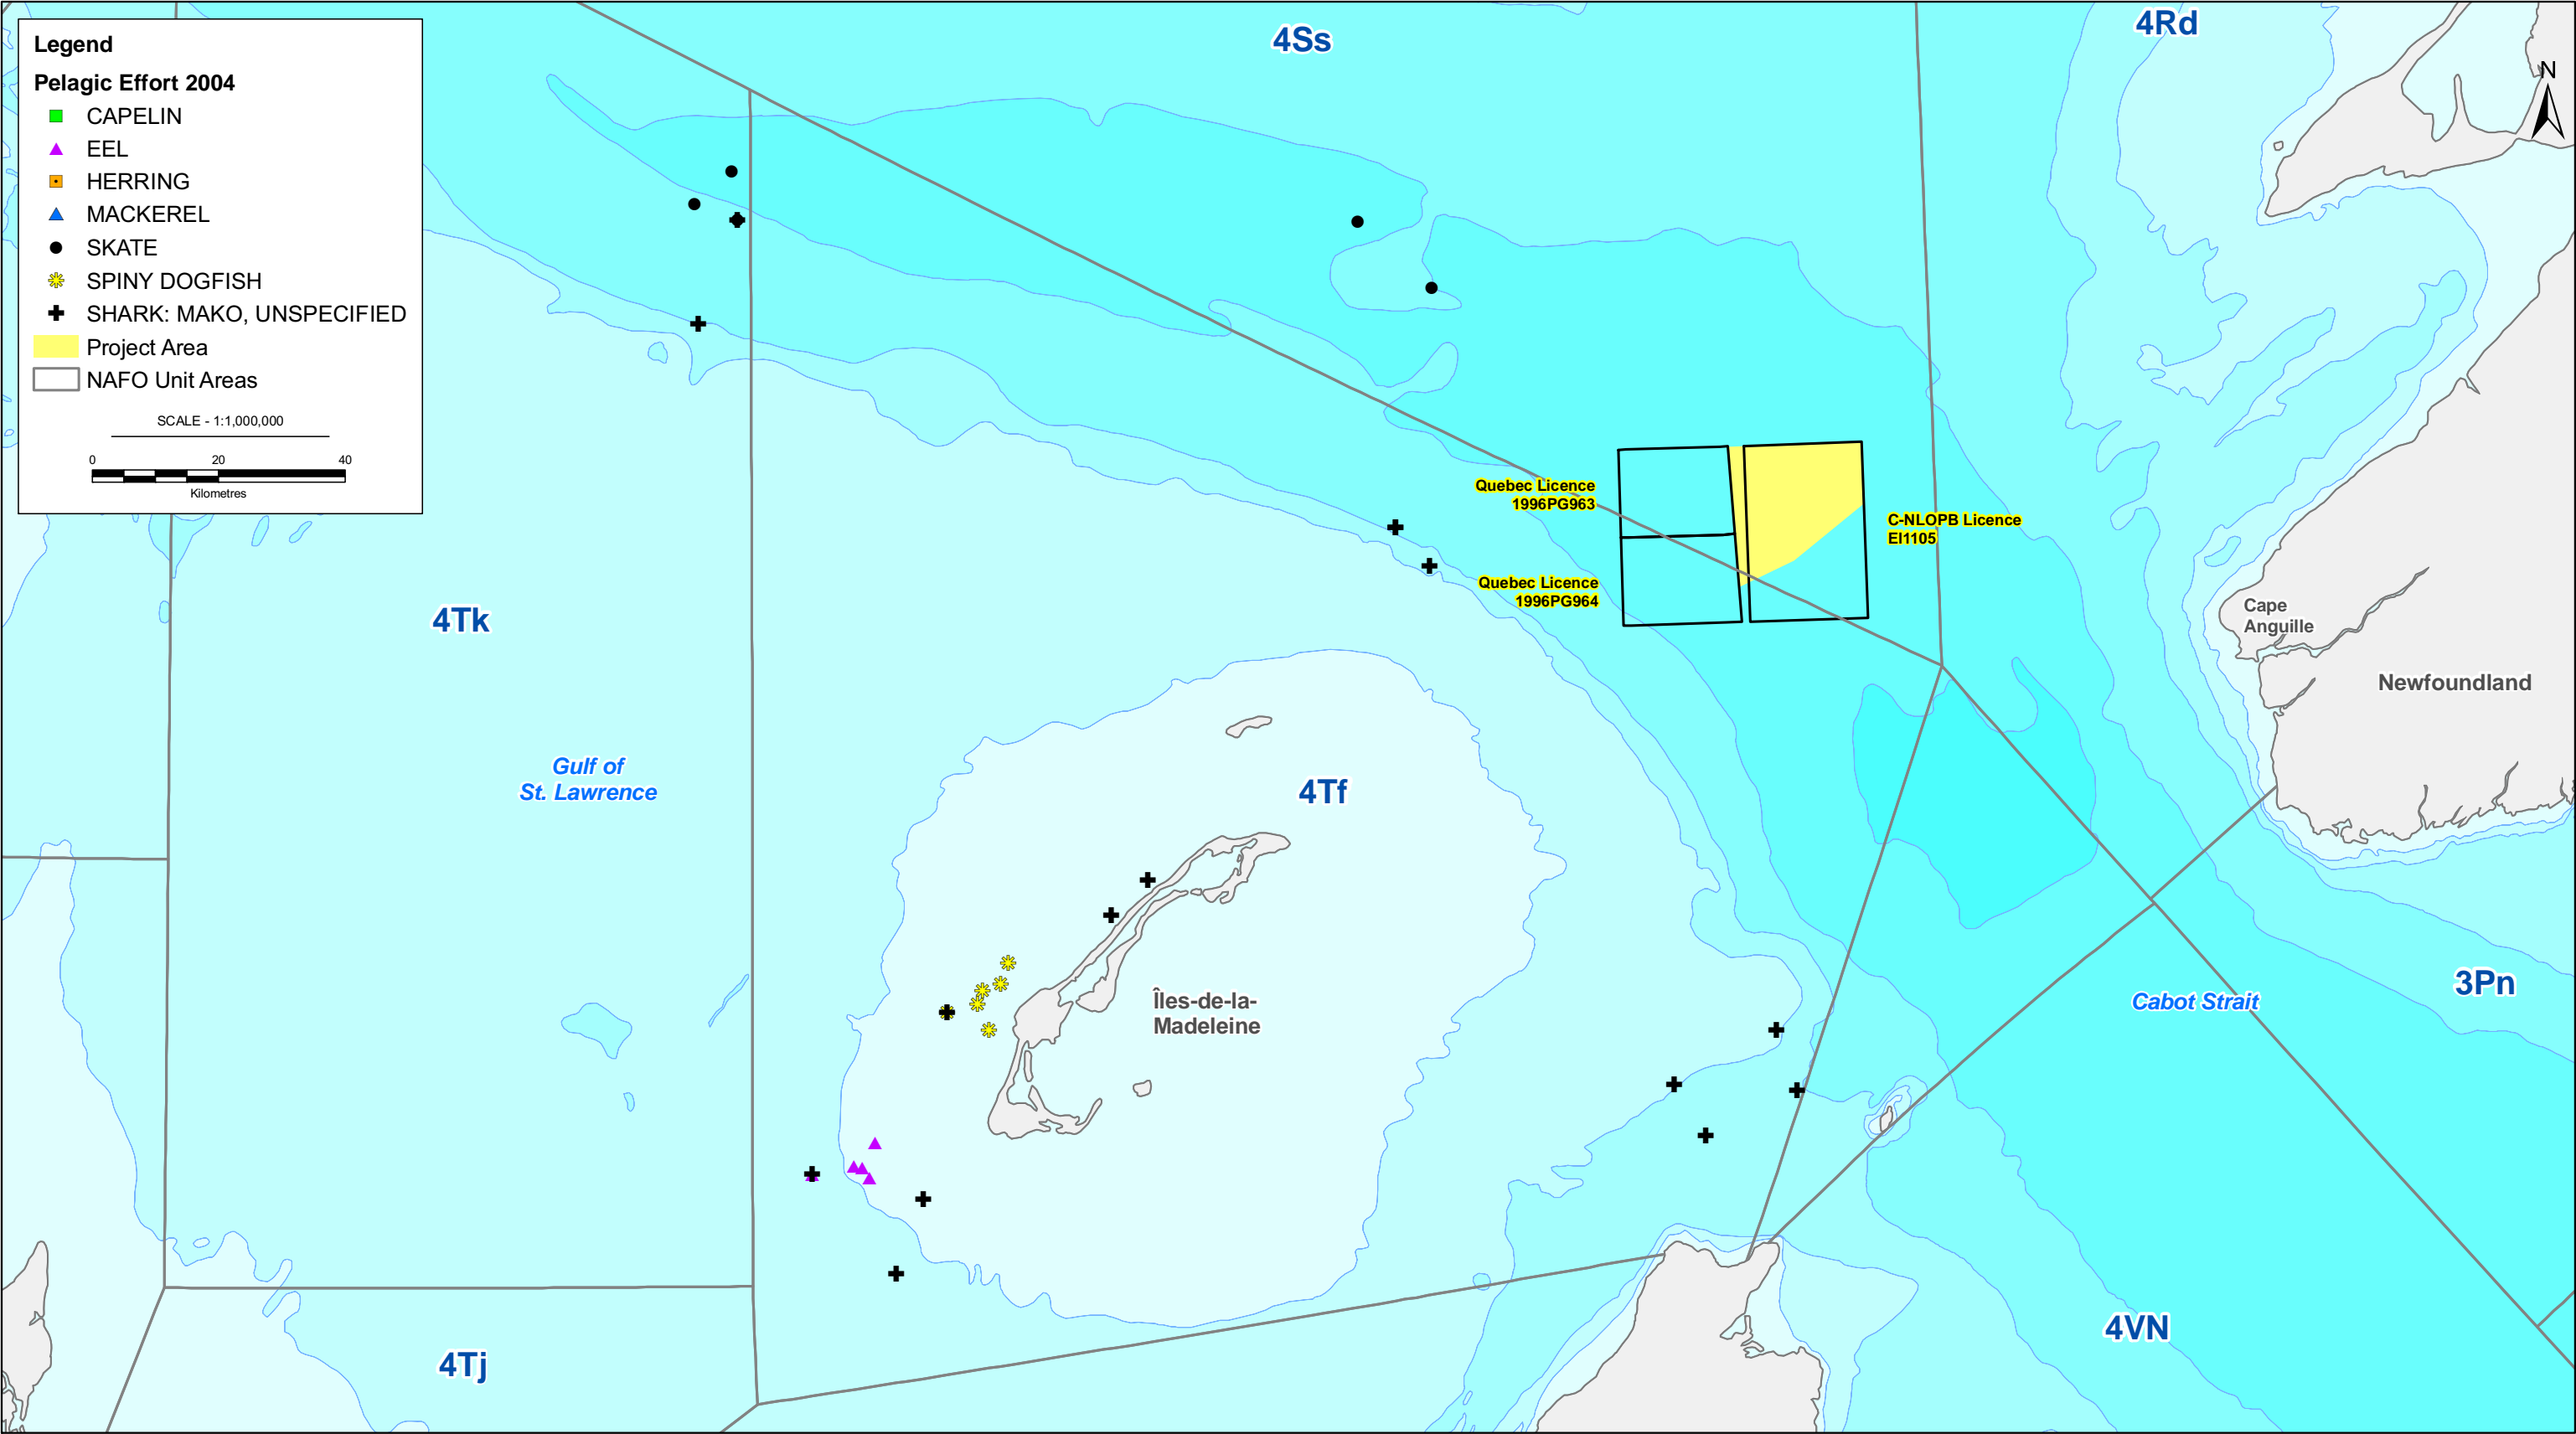 Legend
Pelagic Effort 2004
CAPELIN
EEL
HERRING
MACKEREL
SKATE
SPINY DOGFISH
SHARK: MAKO, UNSPECIFIED
Project Area
NAFO Unit Areas
SCALE - 1:1,000,000
0 20 40
Kilometres
4Ss
4Rd
N
Quebec Licence
1996PG963
C-NLOPB Licence
El1105
Quebec Licence
1996PG964
Cape
Anguille
4Tk
Newfoundland
Gulf of
St. Lawrence
4Tf
Îles-de-la-
Madeleine
3Pn
Cabot Strait
4VN
4Tj